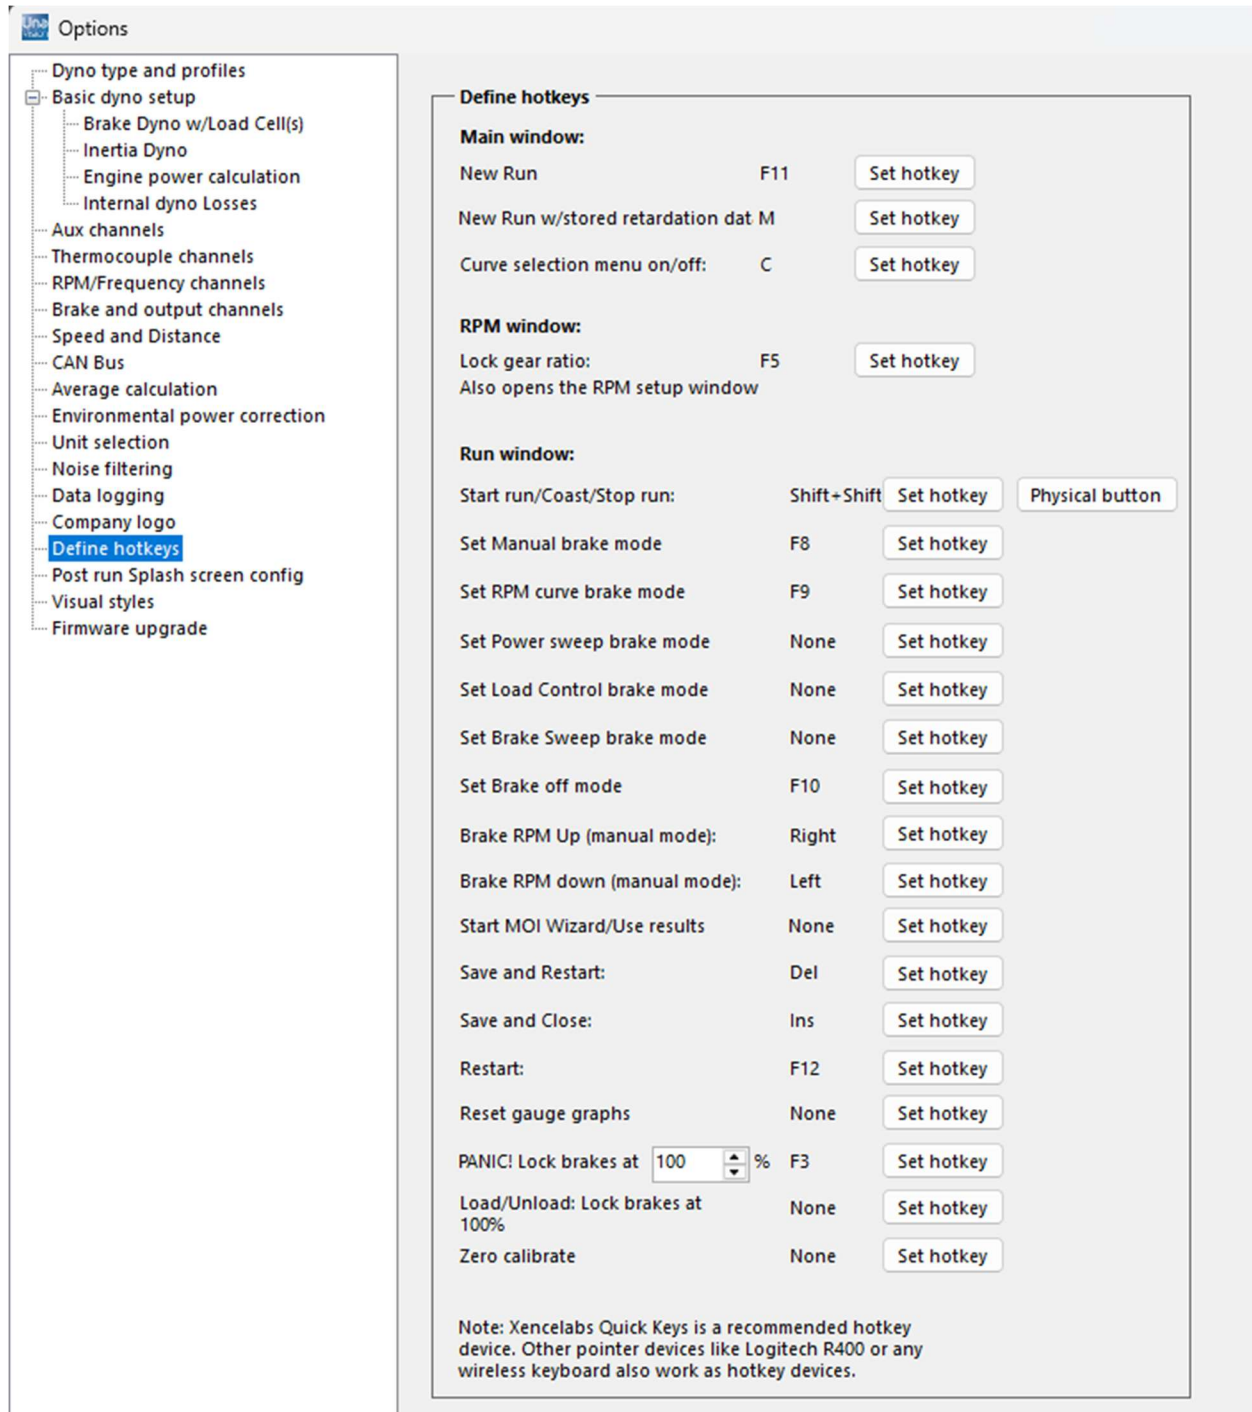 Una
Vision
Options
Dyno type and profiles
Basic dyno setup
Brake Dyno w/Load Cell(s)
Inertia Dyno
Engine power calculation
Internal dyno Losses
Aux channels
Thermocouple channels
RPM/Frequency channels
Brake and output channels
Speed and Distance
CAN Bus
Average calculation
Environmental power correction
Unit selection
Noise filtering
Data logging
Company logo
Define hotkeys
Post run Splash screen config
Visual styles
Firmware upgrade
Define hotkeys
Main window:
New Run F11 Set hotkey
New Run w/stored retardation dat M Set hotkey
Curve selection menu on/off: C Set hotkey
RPM window:
Lock gear ratio: F5 Set hotkey
Also opens the RPM setup window
Run window:
Start run/Coast/Stop run: Shift+Shift Set hotkey Physical button
Set Manual brake mode F8 Set hotkey
Set RPM curve brake mode F9 Set hotkey
Set Power sweep brake mode None Set hotkey
Set Load Control brake mode None Set hotkey
Set Brake Sweep brake mode None Set hotkey
Set Brake off mode F10 Set hotkey
Brake RPM Up (manual mode): Right Set hotkey
Brake RPM down (manual mode): Left Set hotkey
Start MOI Wizard/Use results None Set hotkey
Save and Restart: Del Set hotkey
Save and Close: Ins Set hotkey
Restart: F12 Set hotkey
Reset gauge graphs None Set hotkey
PANIC! Lock brakes at 100 % F3 Set hotkey
Load/Unload: Lock brakes at
100% None Set hotkey
Zero calibrate None Set hotkey
Note: Xencelabs Quick Keys is a recommended hotkey
device. Other pointer devices like Logitech R400 or any
wireless keyboard also work as hotkey devices.